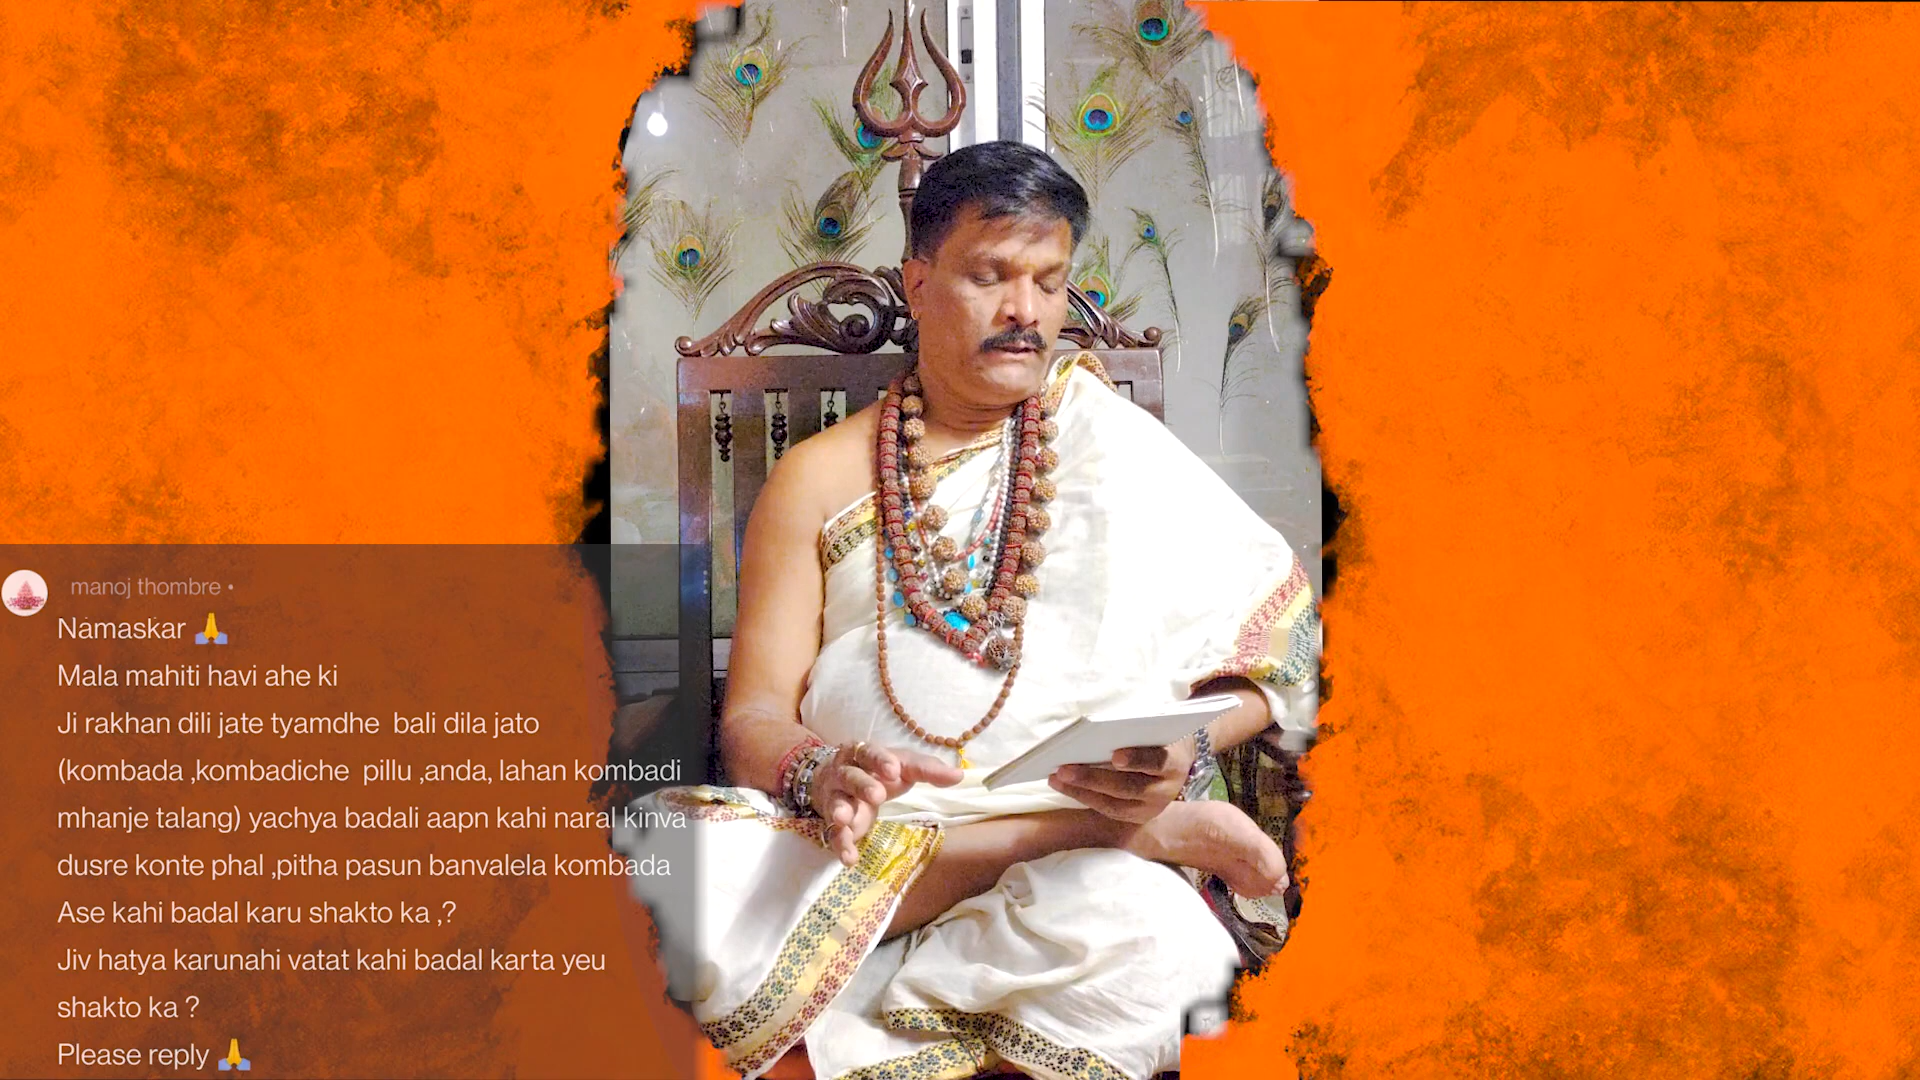 manoj thombre •
Namaskar 🙏
Mala mahiti havi ahe ki
Ji rakhan dili jate tyamdhe bali dila jato
(kombada ,kombadiche pillu ,anda, lahan kombadi
mhanje talang) yachya badali aapn kahi naral kinva
dusre konte phal ,pitha pasun banvalela kombada
Ase kahi badal karu shakto ka ,?
Jiv hatya karunahi vatat kahi badal karta yeu
shakto ka ?
Please reply 🙏